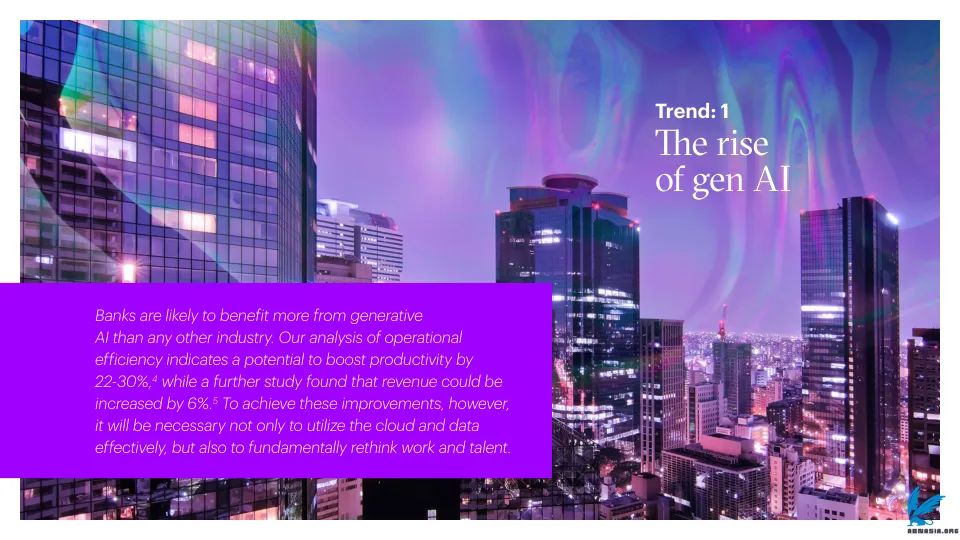 Trend: 1
The rise
of gen AI
Banks are likely to benefit more from generative
AI than any other industry. Our analysis of operational
efficiency indicates a potential to boost productivity by
22-30%,⁴ while a further study found that revenue could be
increased by 6%.⁵ To achieve these improvements, however,
it will be necessary not only to utilize the cloud and data
effectively, but also to fundamentally rethink work and talent.
ABNASIA.ORG